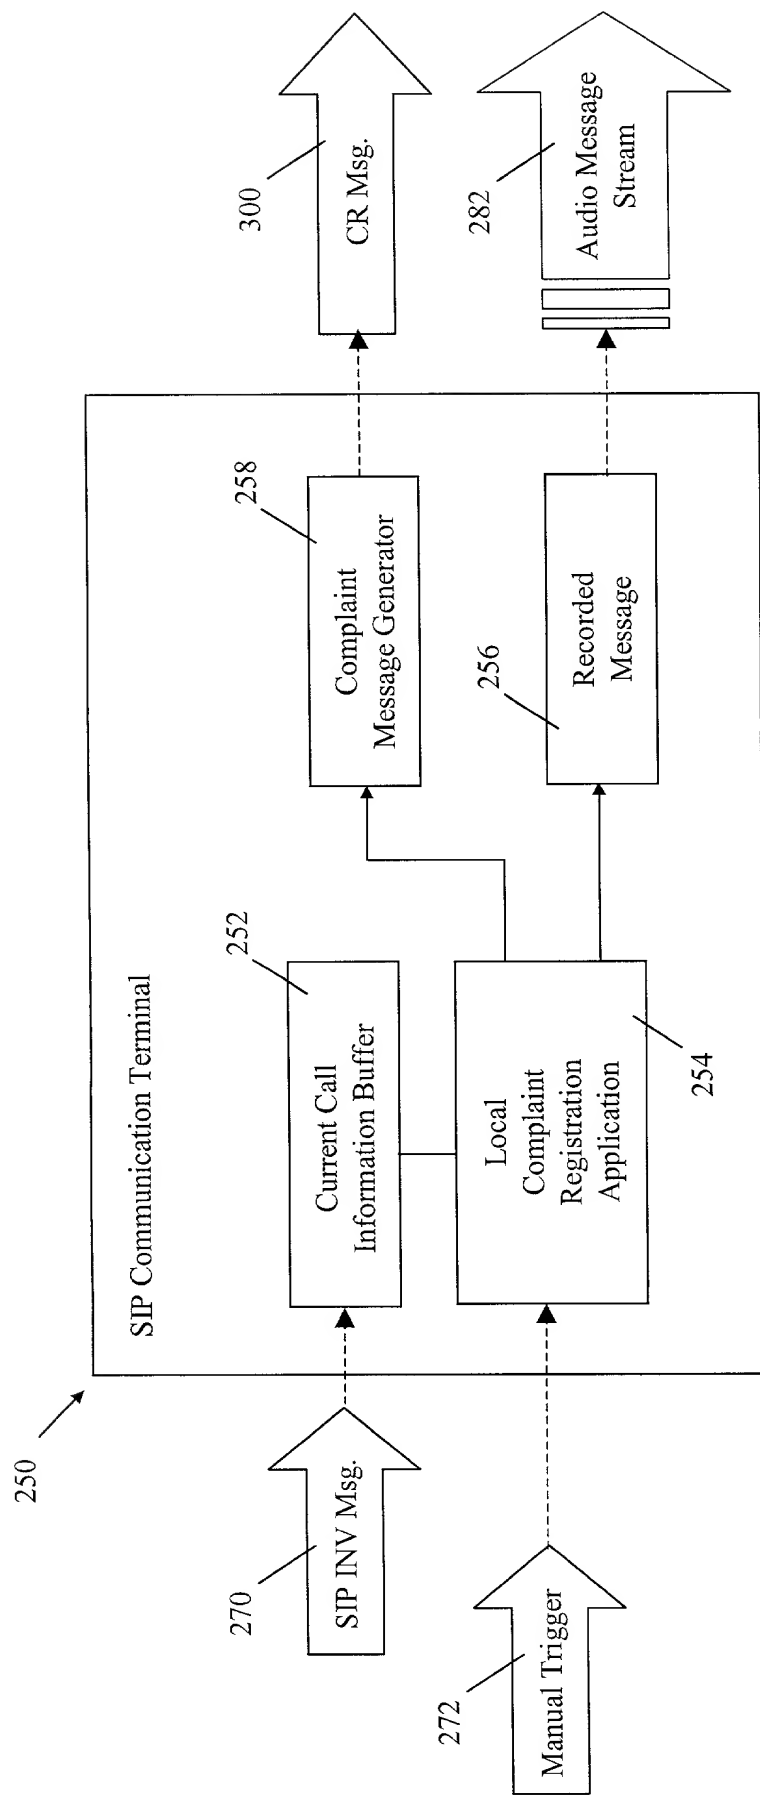 250
SIP Communication Terminal
270
SIP INV Msg.
252
Current Call
Information Buffer
258
Complaint
Message Generator
300
CR Msg.
272
Manual Trigger
254
Local
Complaint
Registration
Application
256
Recorded
Message
282
Audio Message
Stream